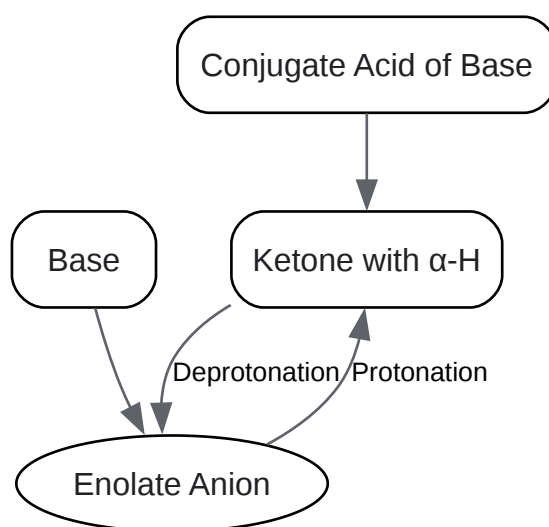 Conjugate Acid of Base
Base
Ketone with α-H
Deprotonation
Protonation
Enolate Anion